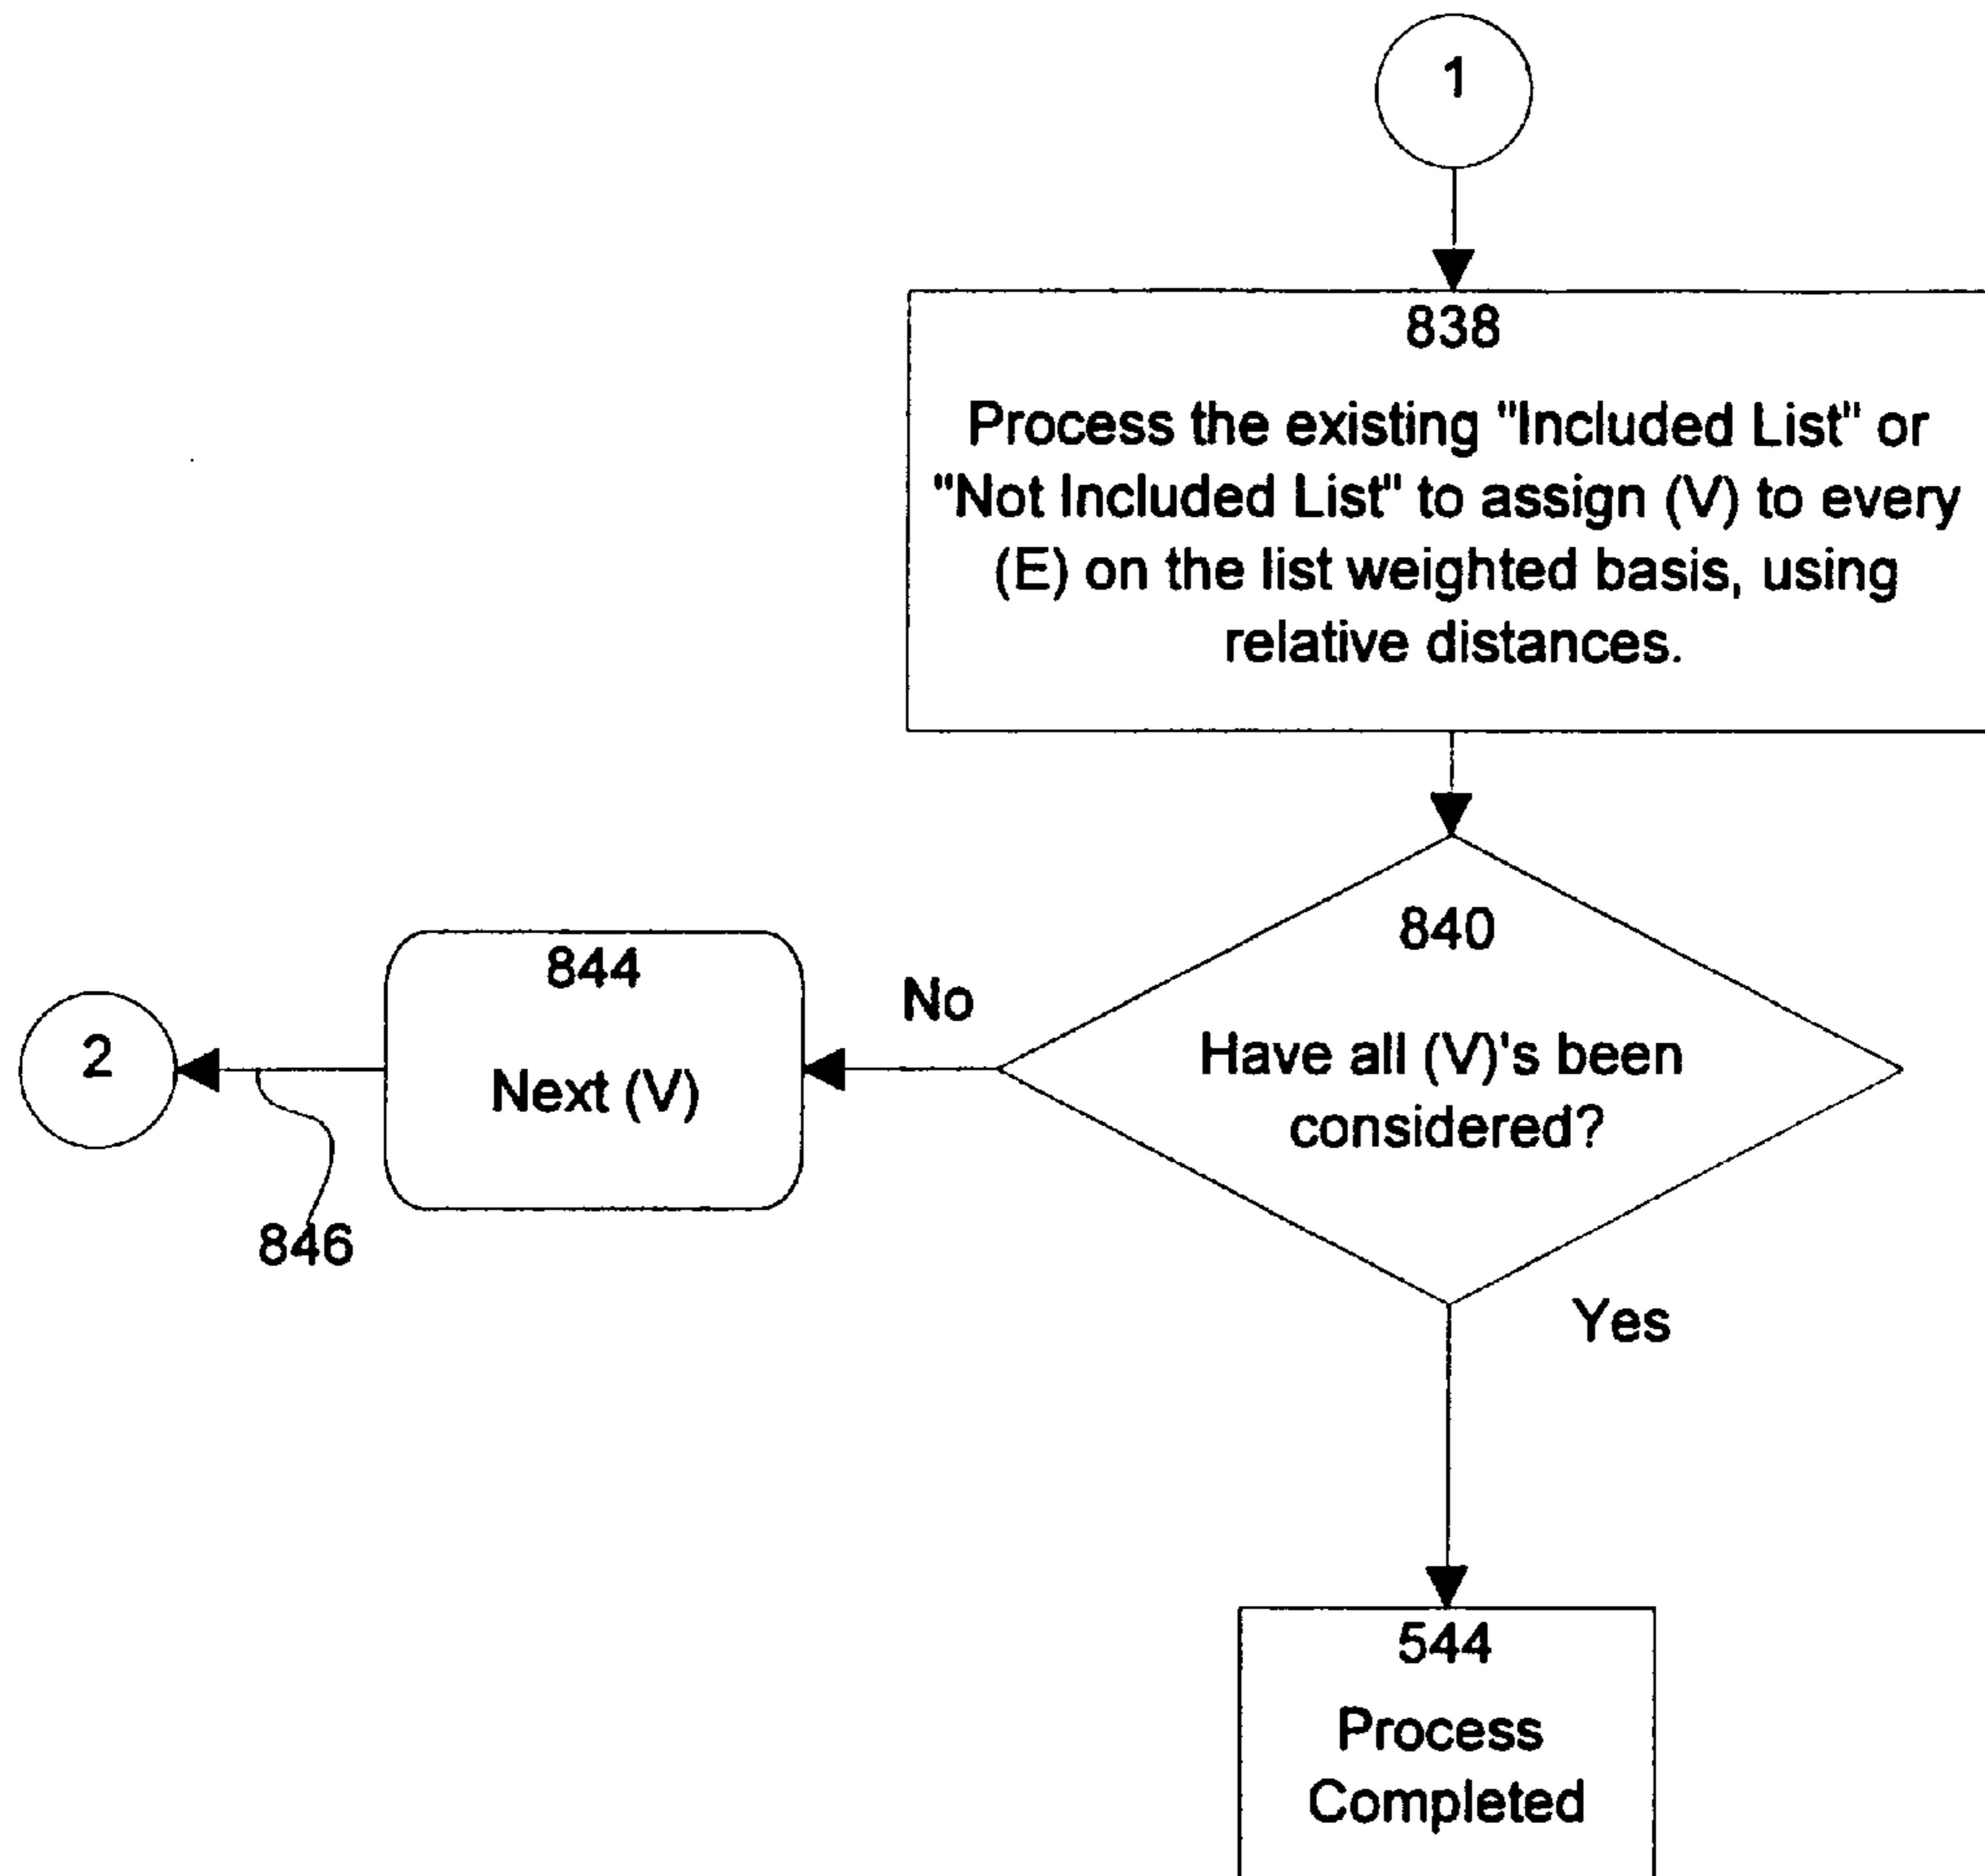 1
838
Process the existing "Included List" or
"Not Included List" to assign (V) to every
(E) on the list weighted basis, using
relative distances.
840
Have all (V)'s been
considered?
No
844
Next (V)
2
846
Yes
544
Process
Completed